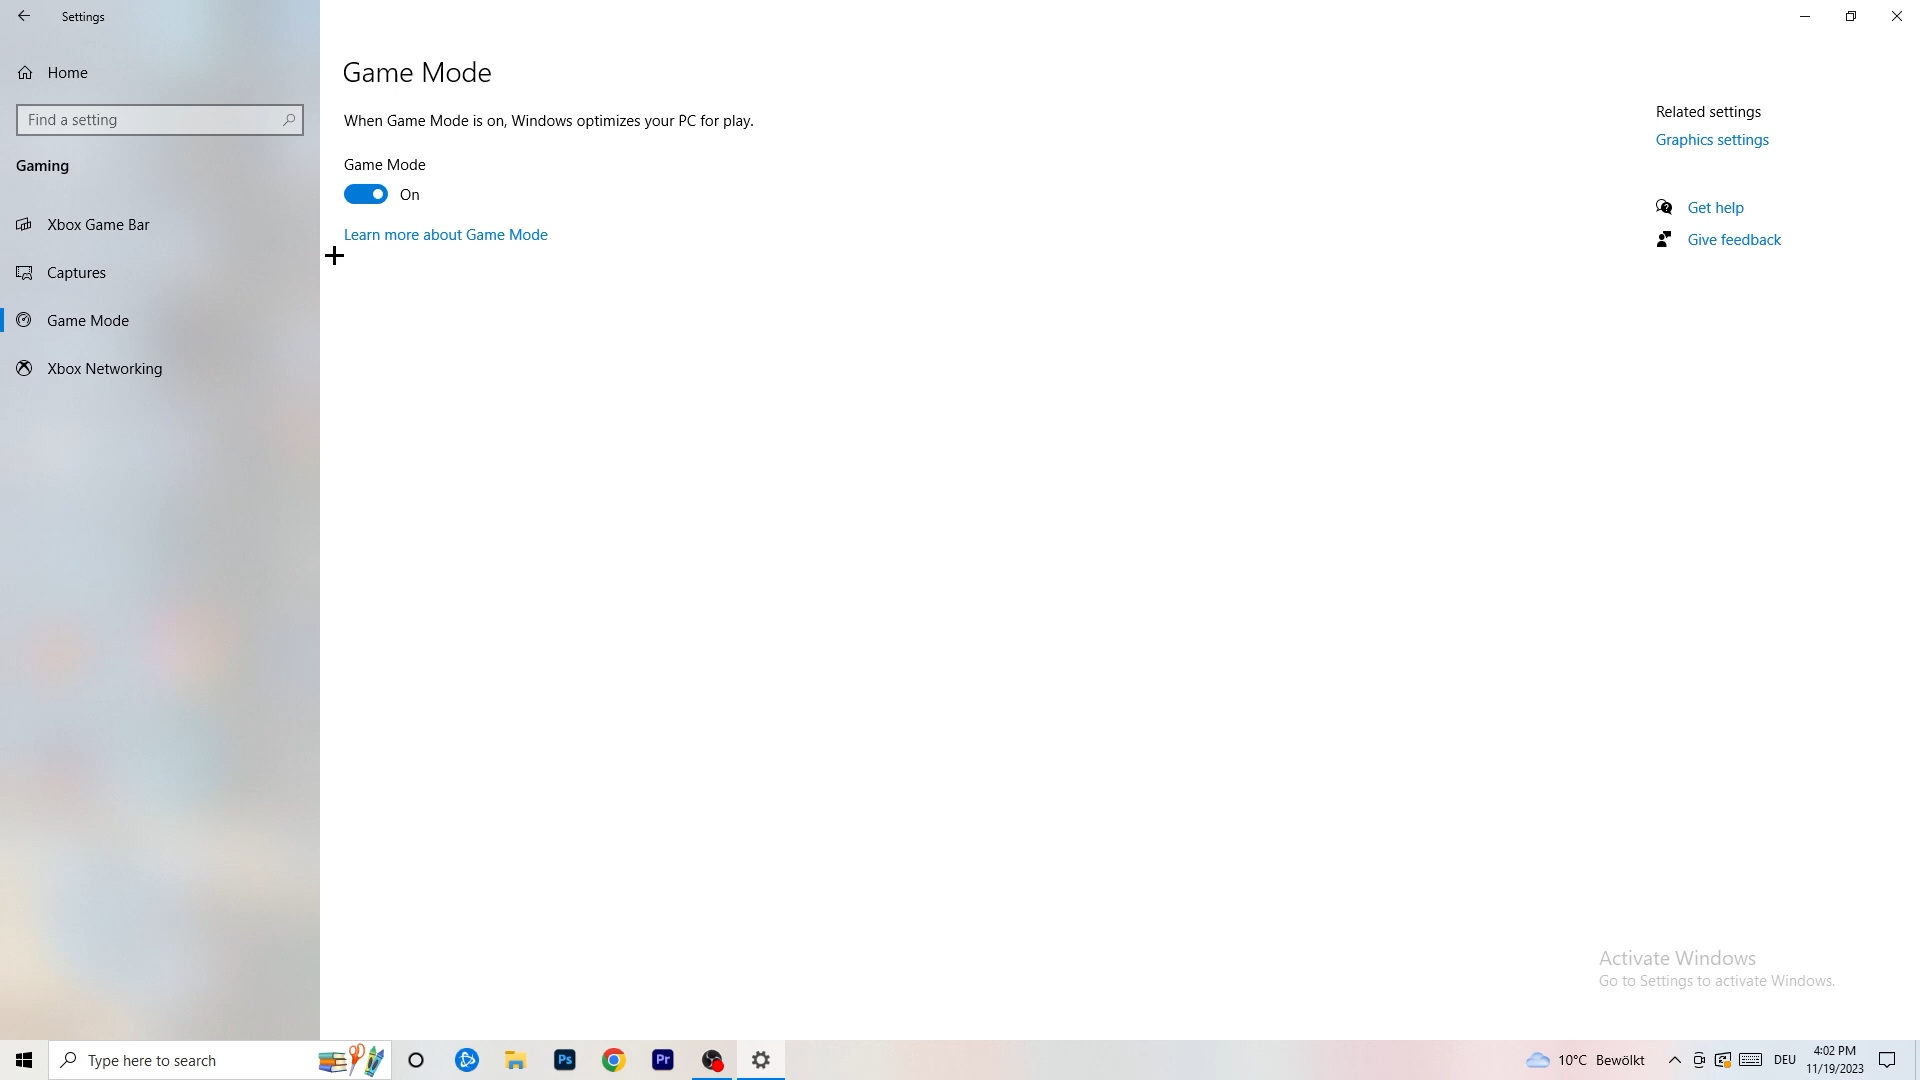 Settings
Home
Find a setting
Gaming
Xbox Game Bar
Captures
Game Mode
Xbox Networking
Game Mode
When Game Mode is on, Windows optimizes your PC for play.
Game Mode
On
Learn more about Game Mode
Related settings
Graphics settings
Get help
Give feedback
Activate Windows
Go to Settings to activate Windows.
Type here to search
Ps
Pr
10°C Bewölkt
DEU
4:02 PM
11/19/2023